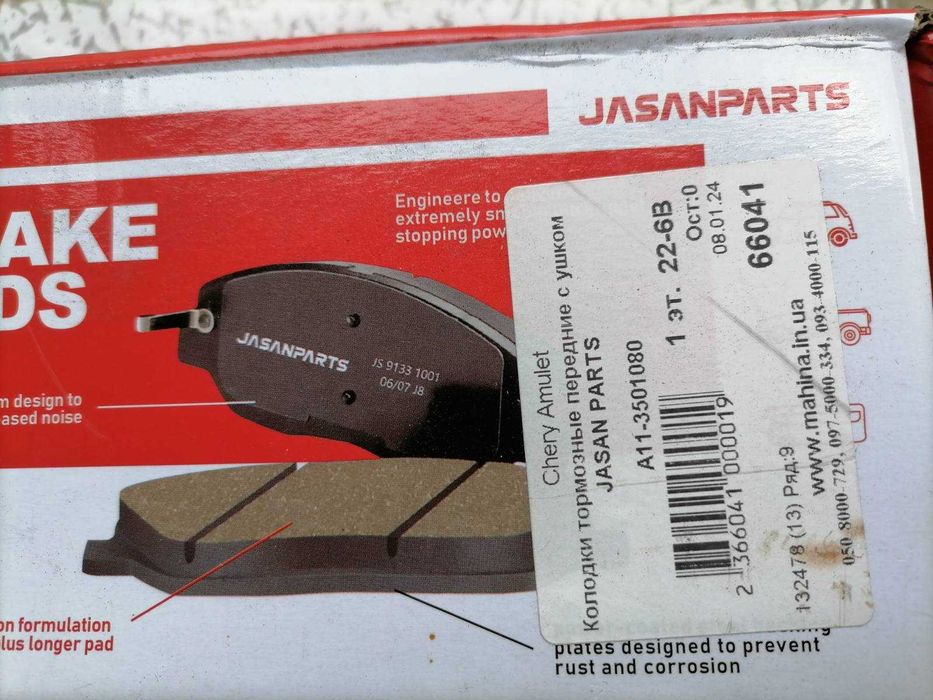 JASANPARTS
AKE
DS
Engineere to
extremely sm
stopping pow
JASANPARTS
JS 9133 1001
06/07 J8
m design to
ased noise
on formulation
lus longer pad
plates designed to prevent
rust and corrosion
Chery Amulet
Колодки тормозные передние с ушком
JASAN PARTS
A11-3501080
1 эт. 22-6В
Ост:0
08.01.24
66041
2 366041 000019
132478 (13) Ряд:9
www.mahina.in.ua
050-8000-729, 097-5000-334, 093-4000-115